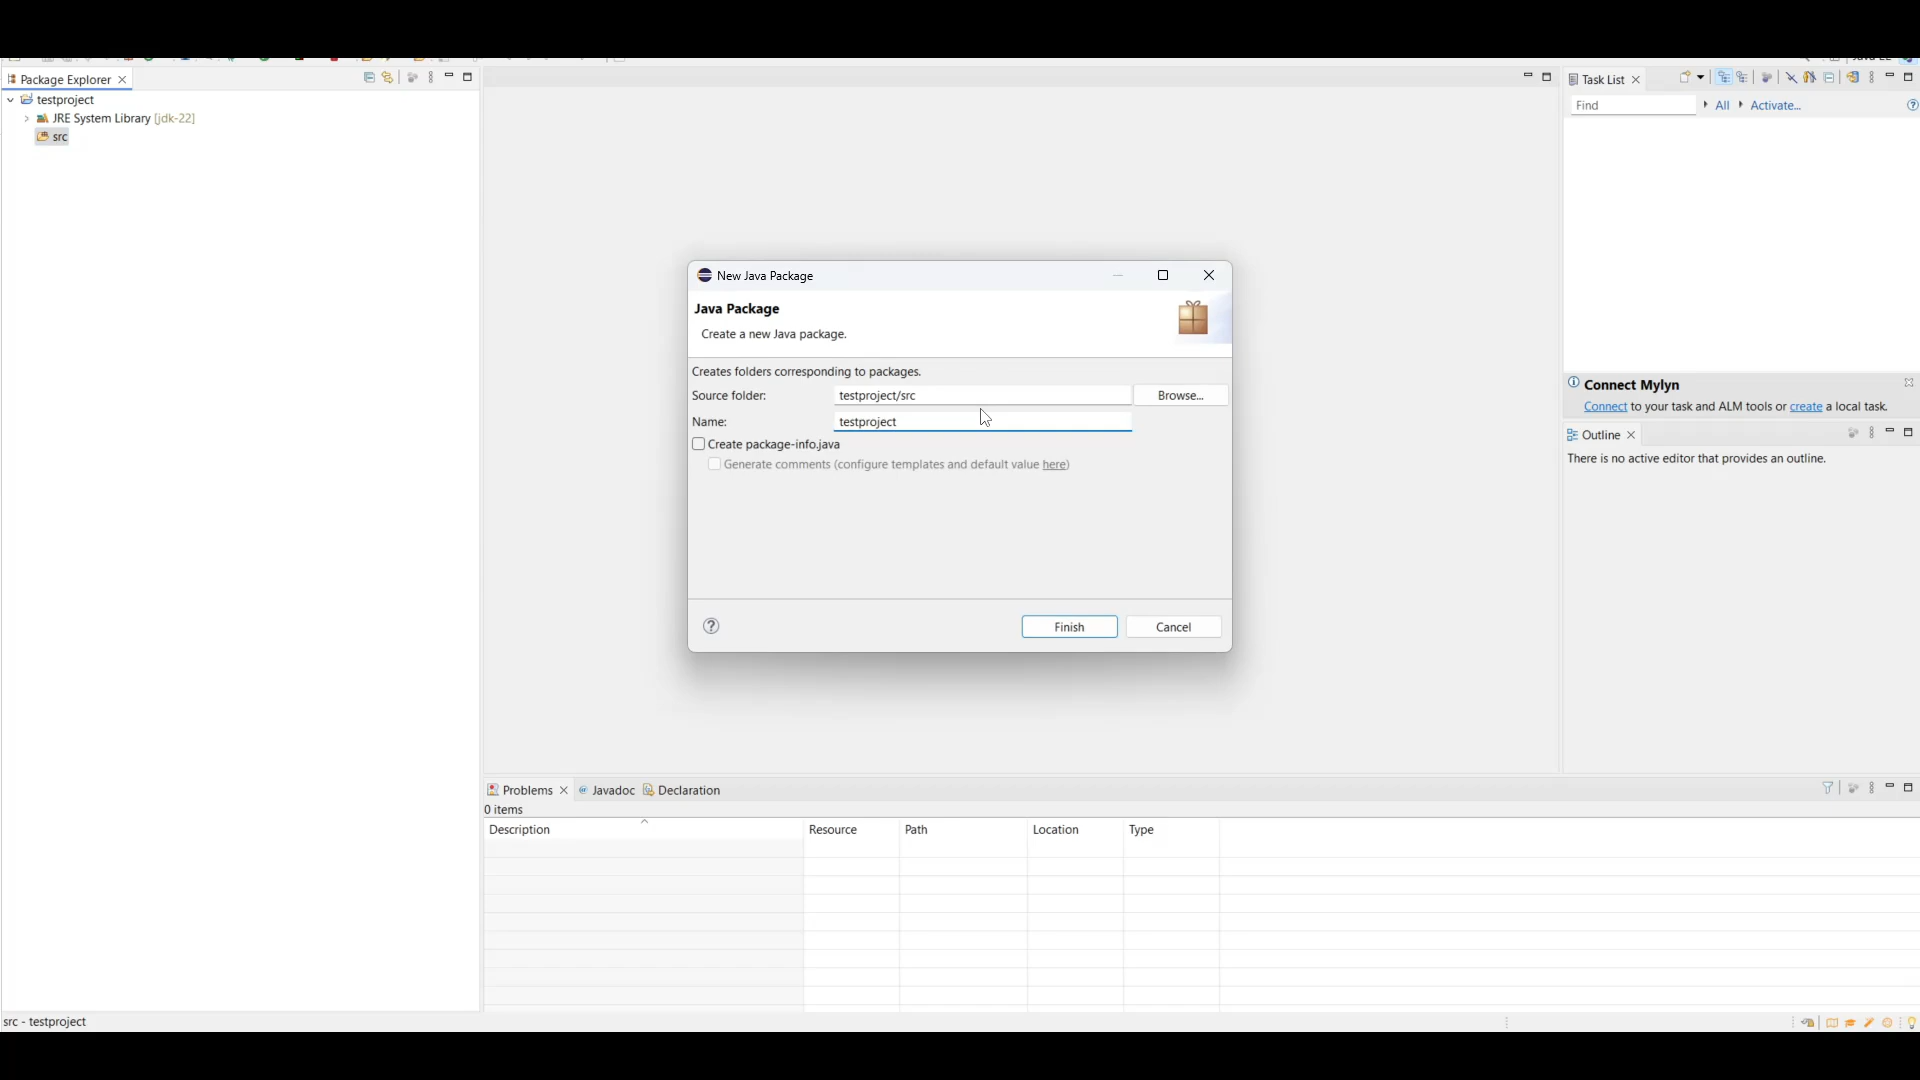 Package Explorer
testproject
JRE System Library [jdk-22]
src
New Java Package
Java Package
Create a new Java package.
Creates folders corresponding to packages.
Source folder: testproject/src Browse...
Name: testproject
Create package-info.java
Generate comments (configure templates and default value here)
Finish Cancel
Task List
Find All Activate...
Connect Mylyn
Connect to your task and ALM tools or create a local task.
Outline
There is no active editor that provides an outline.
Problems Javadoc Declaration
0 items
Description Resource Path Location Type
src - testproject